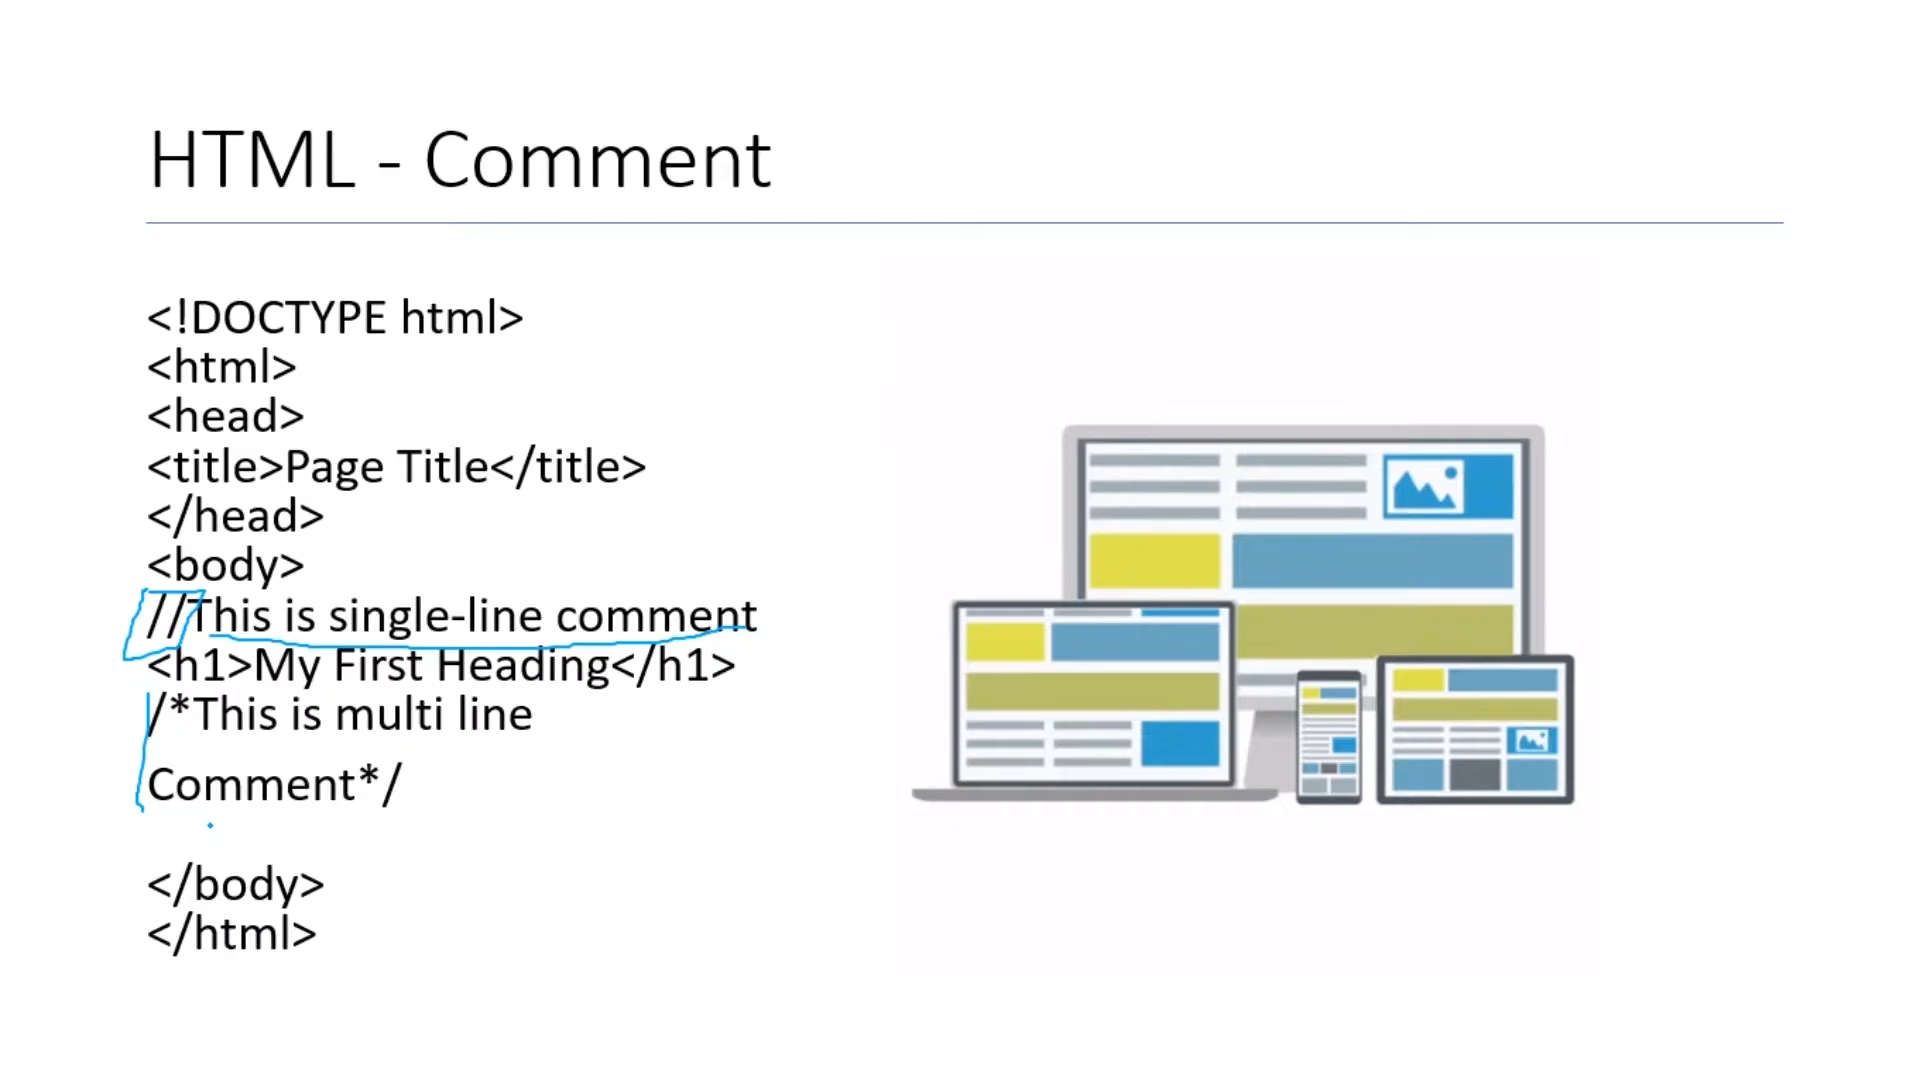 HTML - Comment
<!DOCTYPE html>
<html>
<head>
<title>Page Title</title>
</head>
<body>
//This is single-line comment
<h1>My First Heading</h1>
/*This is multi line
Comment*/
</body>
</html>